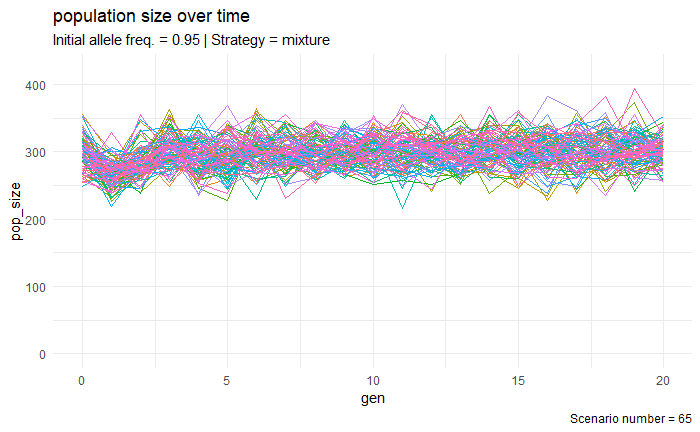 population size over time
Initial allele freq. = 0.95 | Strategy = mixture
400
300
200
100
0
pop_size
0 5 10 15 20
gen
Scenario number = 65